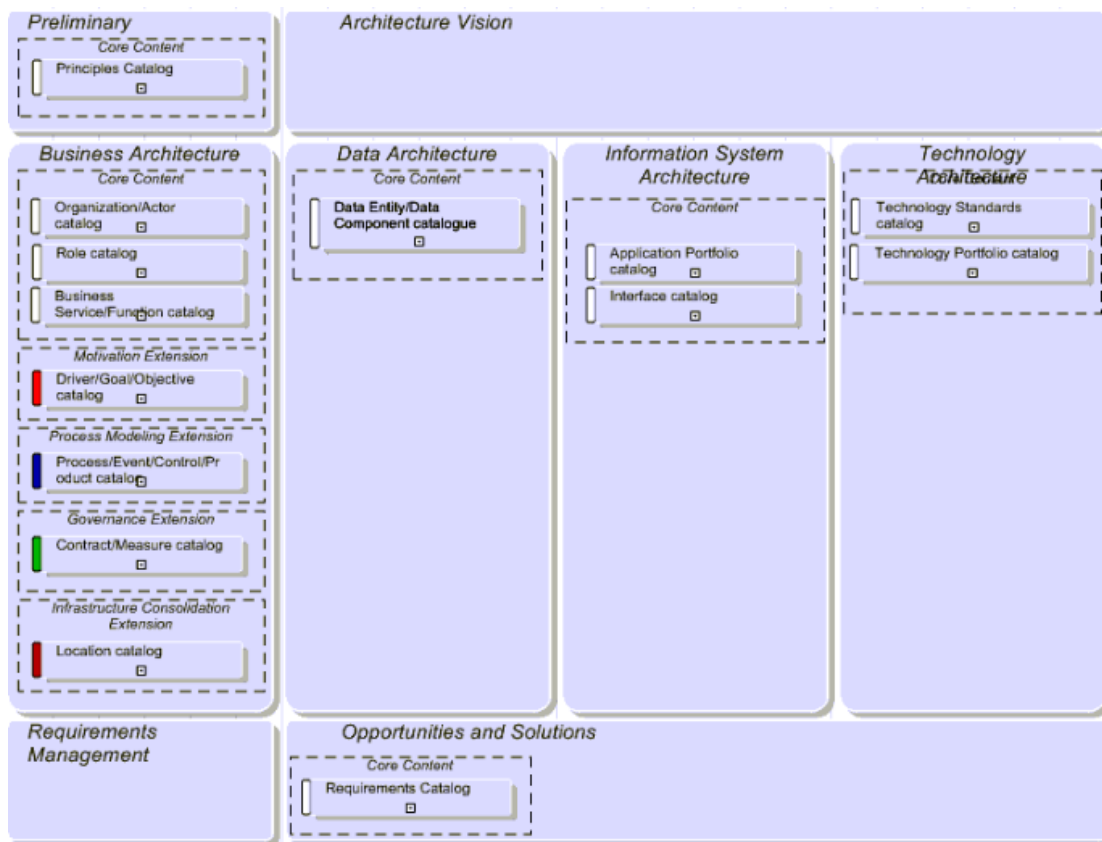 Preliminary
Core Content
Principles Catalog
Architecture Vision
Business Architecture
Core Content
Organization/Actor
catalog
Role catalog
Business
Service/Function catalog
Motivation Extension
Driver/Goal/Objective
catalog
Process Modeling Extension
Process/Event/Control/Pr
oduct catalog
Governance Extension
Contract/Measure catalog
Infrastructure Consolidation
Extension
Location catalog
Data Architecture
Core Content
Data Entity/Data
Component catalogue
Information System
Architecture
Core Content
Application Portfolio
catalog
Interface catalog
Technology
Architecture
Core Content
Technology Standards
catalog
Technology Portfolio catalog
Requirements
Management
Opportunities and Solutions
Core Content
Requirements Catalog